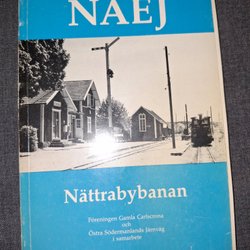 NAEJ
Nättrabybanan
Föreningen Gamla Carlscrona
och
Östra Södermanlands Järnväg
i samarbete